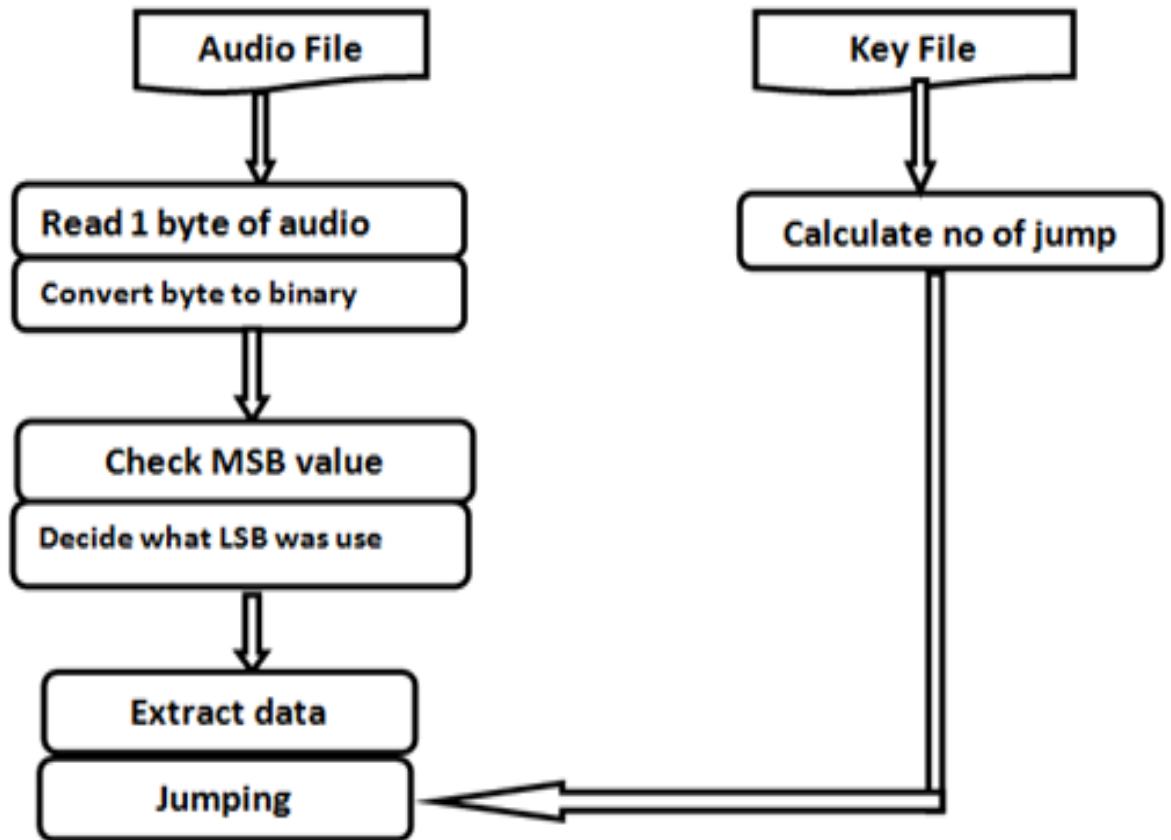 Audio File
Key File
Read 1 byte of audio
Calculate no of jump
Convert byte to binary
Check MSB value
Decide what LSB was use
Extract data
Jumping